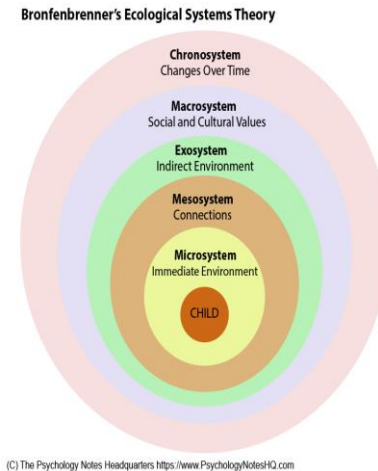 Bronfenbrenner's Ecological Systems Theory
Chronosystem
Changes Over Time
Macrosystem
Social and Cultural Values
Exosystem
Indirect Environment
Mesosystem
Connections
Microsystem
Immediate Environment
CHILD
(C) The Psychology Notes Headquarters https://www.PsychologyNotesHQ.com